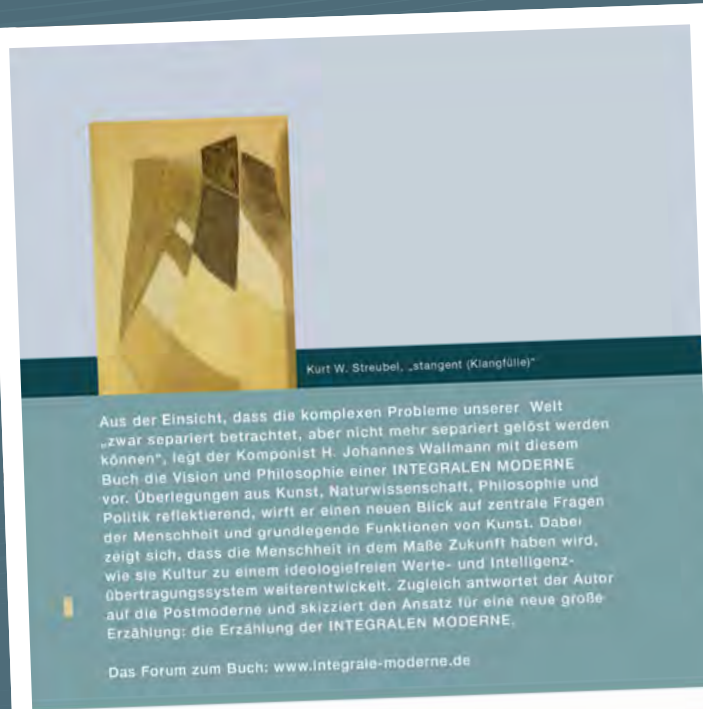 Kurt W. Streubel, „stangent (Klangfülle)“
Aus der Einsicht, dass die komplexen Probleme unserer Welt
„zwar separiert betrachtet, aber nicht mehr separiert gelöst werden
können“, legt der Komponist H. Johannes Wallmann mit diesem
Buch die Vision und Philosophie einer INTEGRALEN MODERNE
vor. Überlegungen aus Kunst, Naturwissenschaft, Philosophie und
Politik reflektierend, wirft er einen neuen Blick auf zentrale Fragen
der Menschheit und grundlegende Funktionen von Kunst. Dabei
zeigt sich, dass die Menschheit in dem Maße Zukunft haben wird,
wie sie Kultur zu einem ideologiefreien Werte- und Intelligenz-
übertragungssystem weiterentwickelt. Zugleich antwortet der Autor
auf die Postmoderne und skizziert den Ansatz für eine neue große
Erzählung: die Erzählung der INTEGRALEN MODERNE.
Das Forum zum Buch: www.integrale-moderne.de